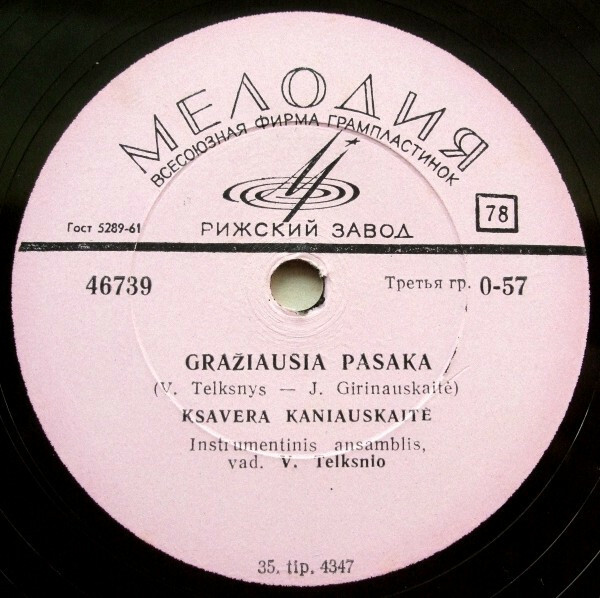 МЕЛОДИЯ
ВСЕСОЮЗНАЯ ФИРМА ГРАМПЛАСТИНОК
Гост 5289-61
РИЖСКИЙ ЗАВОД
78
46739
Третья гр. 0-57
GRAŽIAUSIA PASAKA
(V. Telksnys — J. Girinauskaitė)
KSAVERA KANIAUSKAITĖ
Instrumentinis ansamblis,
vad. V. Telksnio
35. tip. 4347